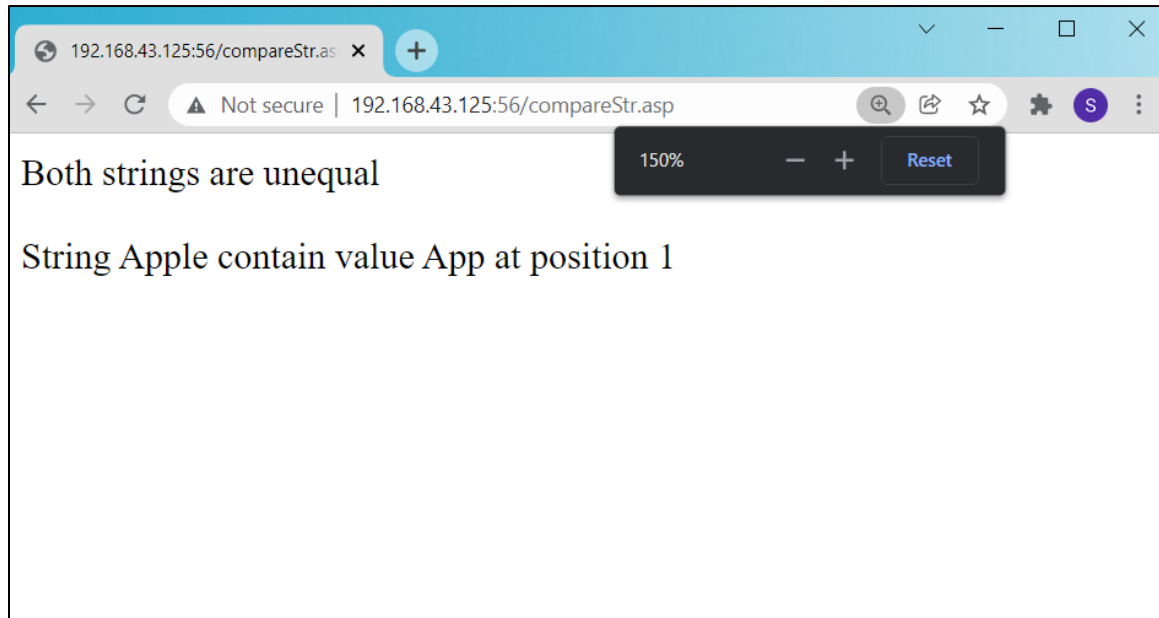 192.168.43.125:56/compareStr.as
Not secure | 192.168.43.125:56/compareStr.asp
S
150%
Reset
Both strings are unequal
String Apple contain value App at position 1